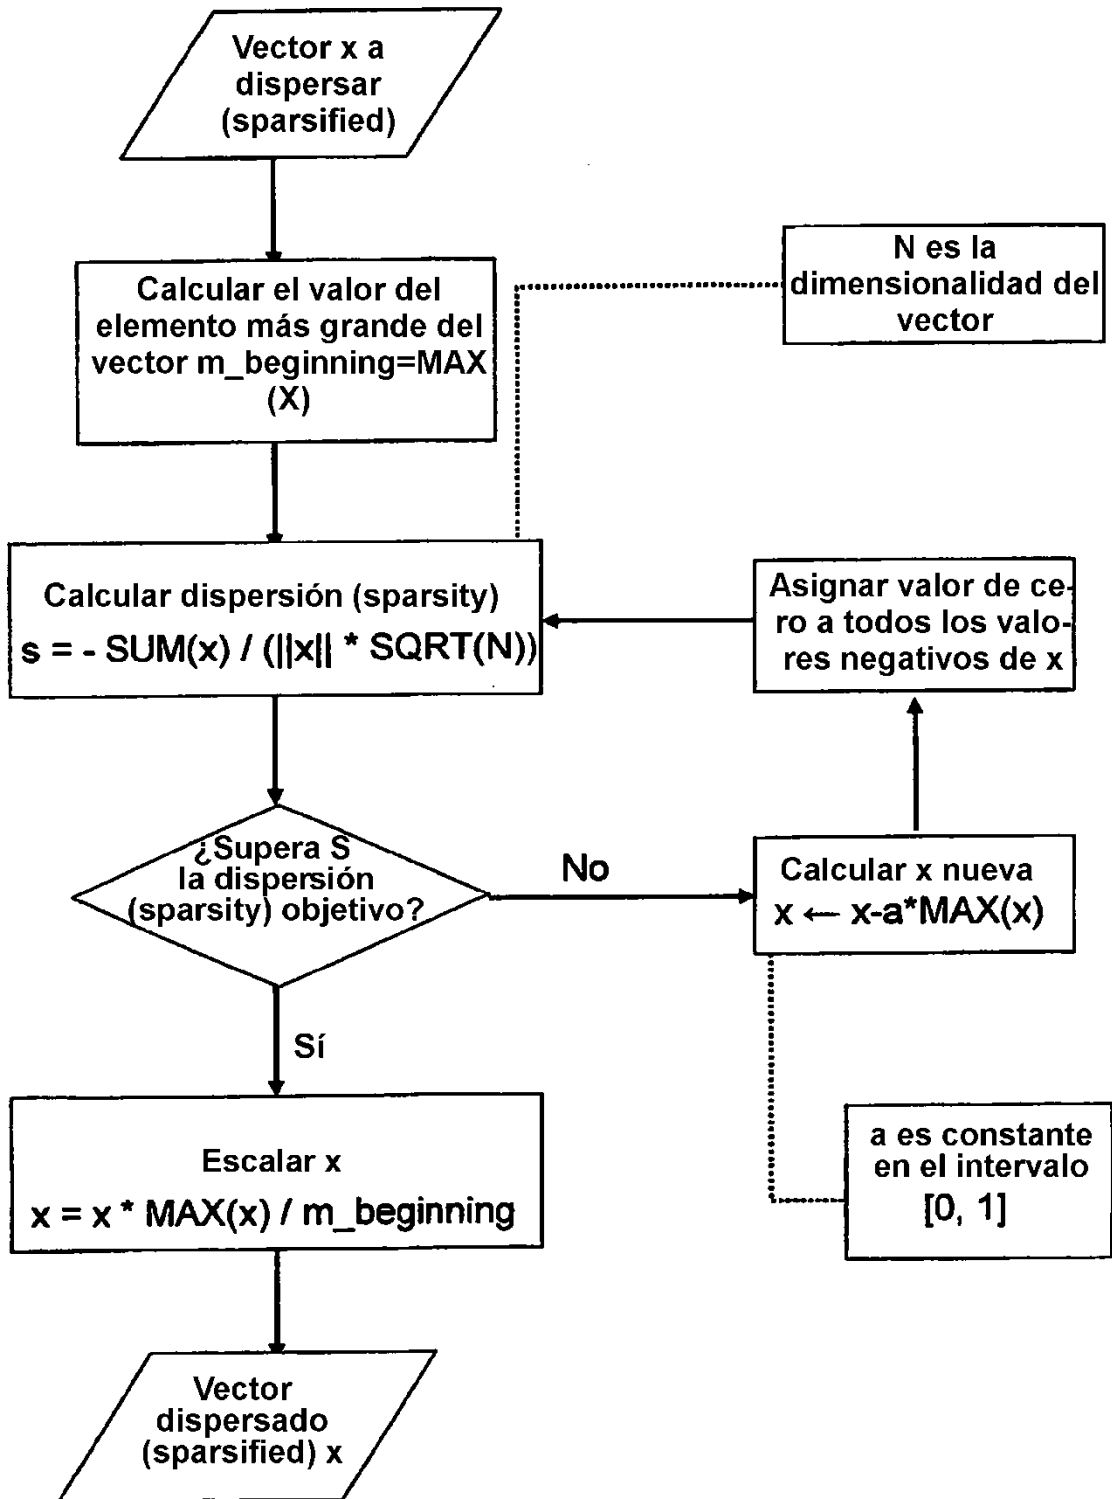 Vector x a
dispersar
(sparsified)
Calcular el valor del
elemento más grande del
vector m_beginning=MAX
(X)
N es la
dimensionalidad del
vector
Calcular dispersión (sparsity)
s = - SUM(x) / (||x|| * SQRT(N))
Asignar valor de ce-
ro a todos los valo-
res negativos de x
¿Supera S
la dispersión
(sparsity) objetivo?
No
Calcular x nueva
x ← x-a*MAX(x)
Sí
a es constante
en el intervalo
[0, 1]
Escalar x
x = x * MAX(x) / m_beginning
Vector
dispersado
(sparsified) x